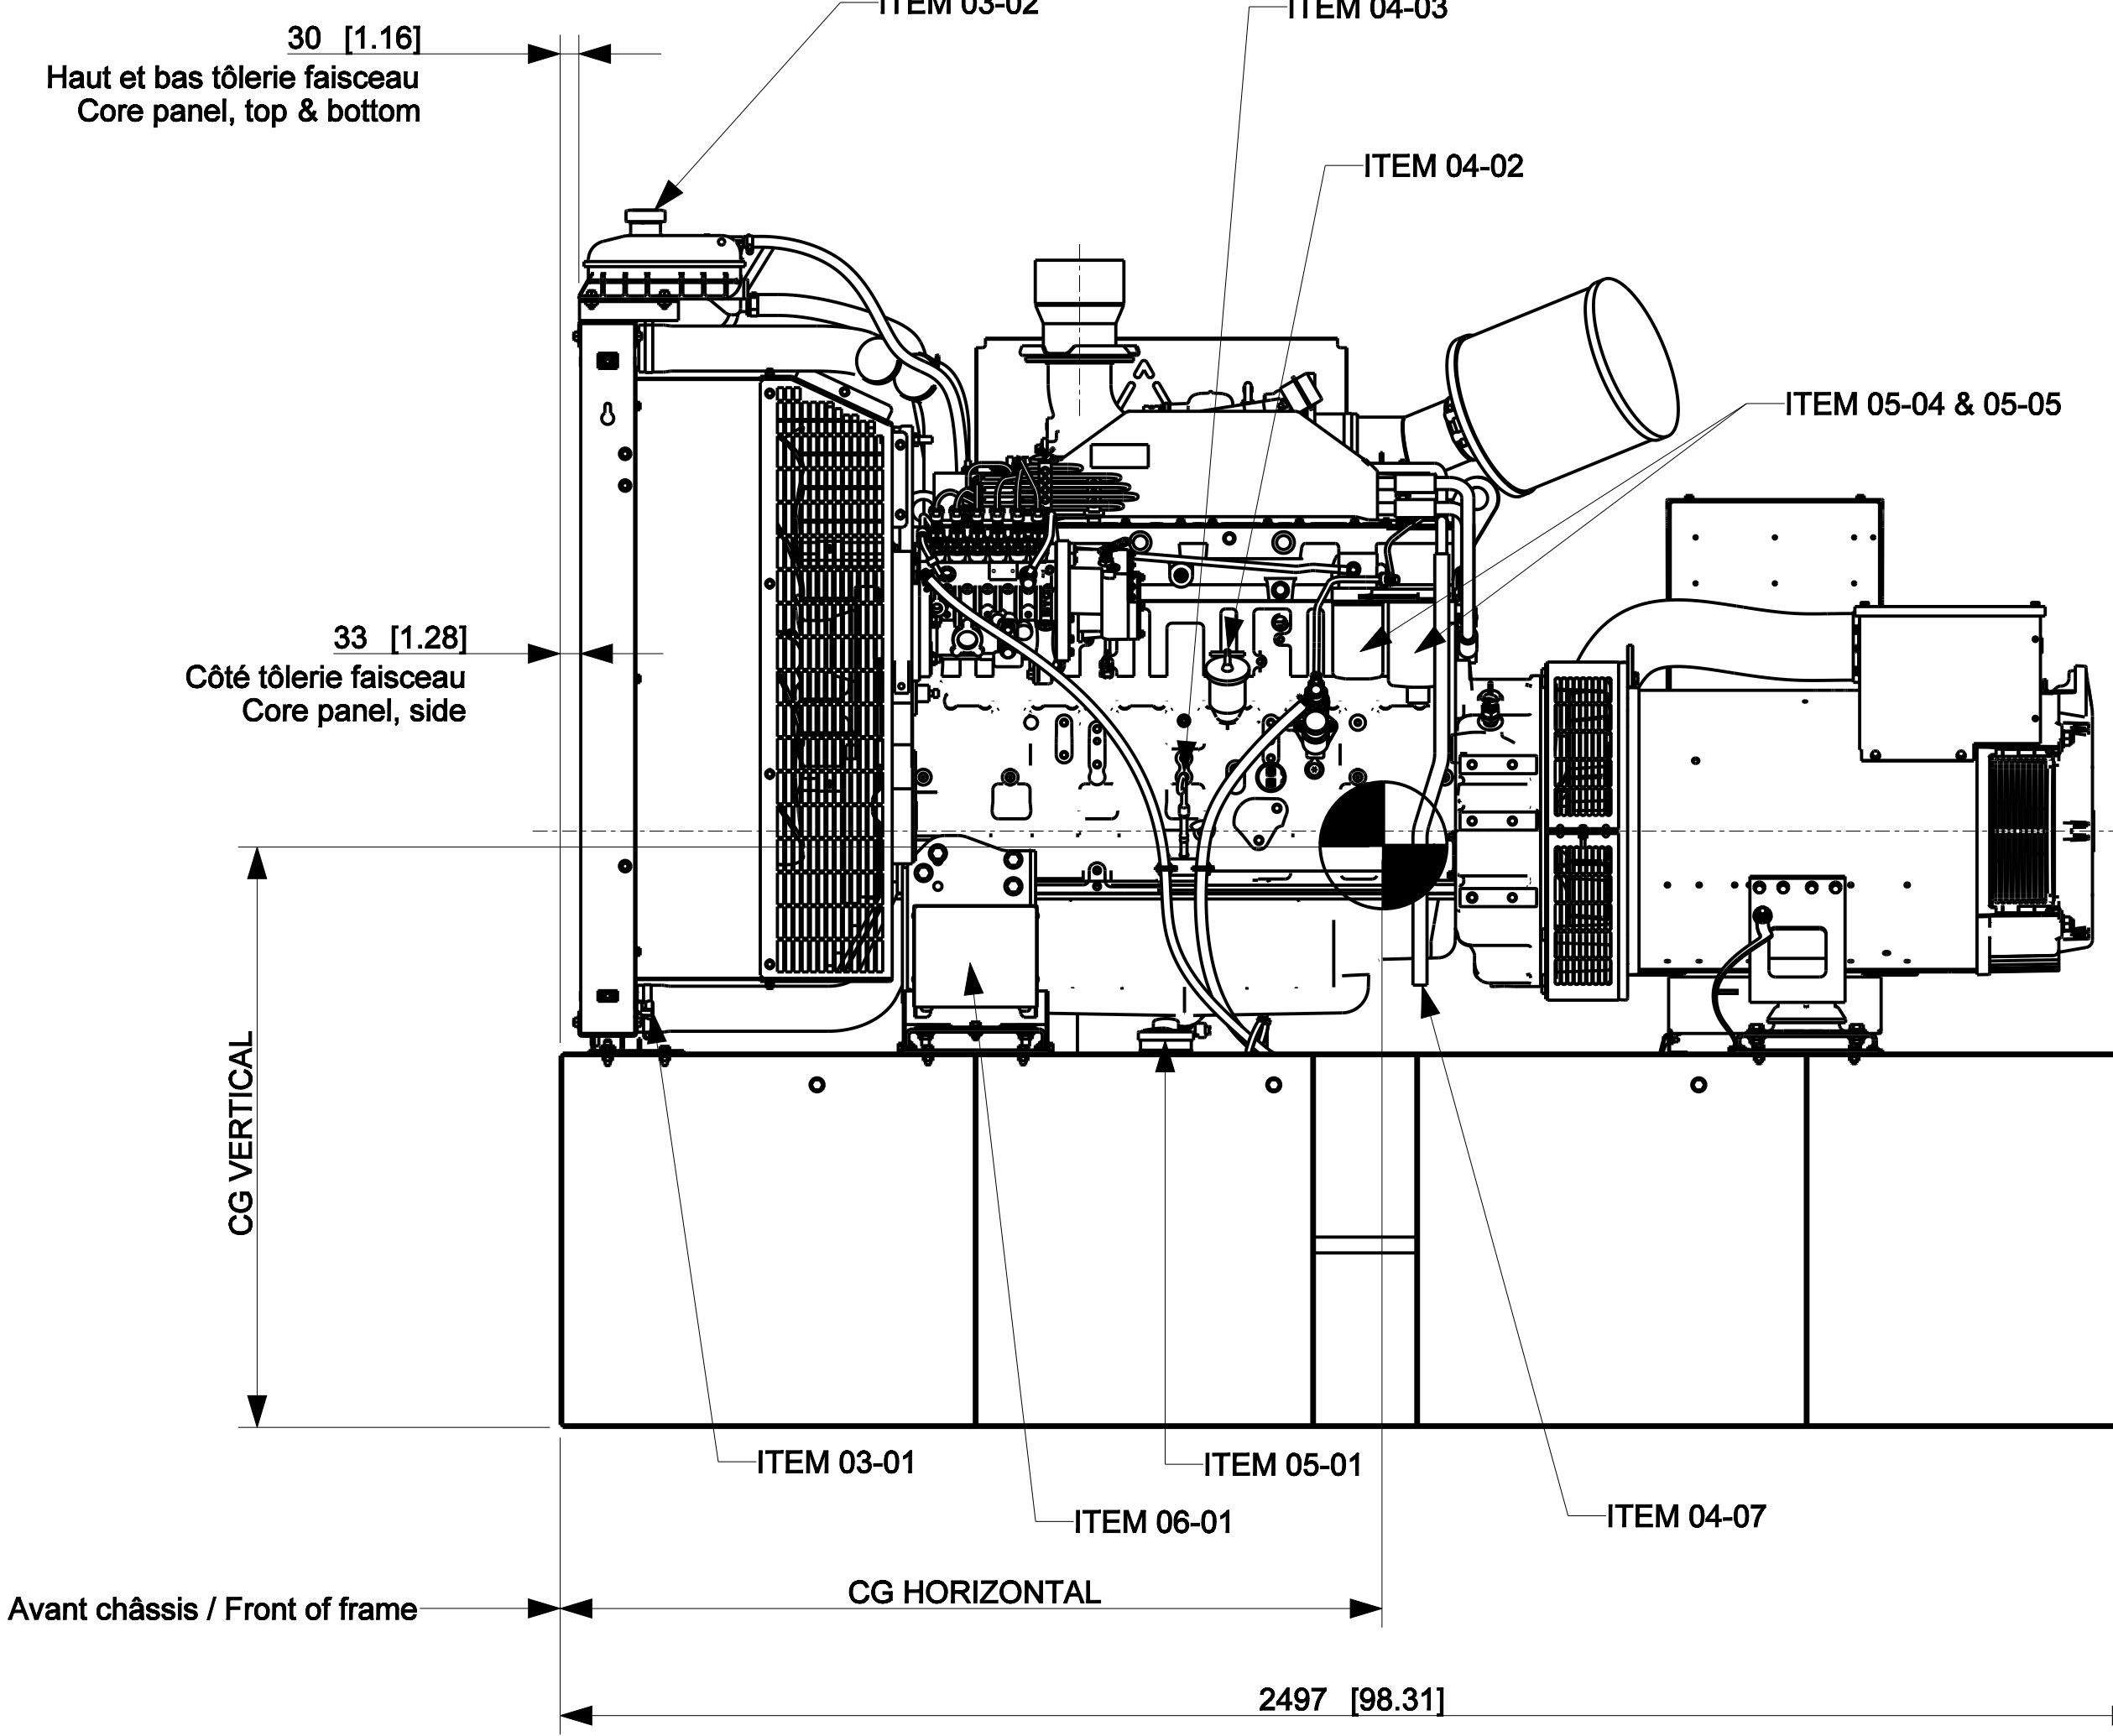 ITEM 03-02
ITEM 04-03
30 [1.16]
Haut et bas tôlerie faisceau
Core panel, top & bottom
ITEM 04-02
ITEM 05-04 & 05-05
33 [1.28]
Côté tôlerie faisceau
Core panel, side
CG VERTICAL
ITEM 03-01
ITEM 05-01
ITEM 06-01
ITEM 04-07
CG HORIZONTAL
Avant châssis / Front of frame
2497 [98.31]